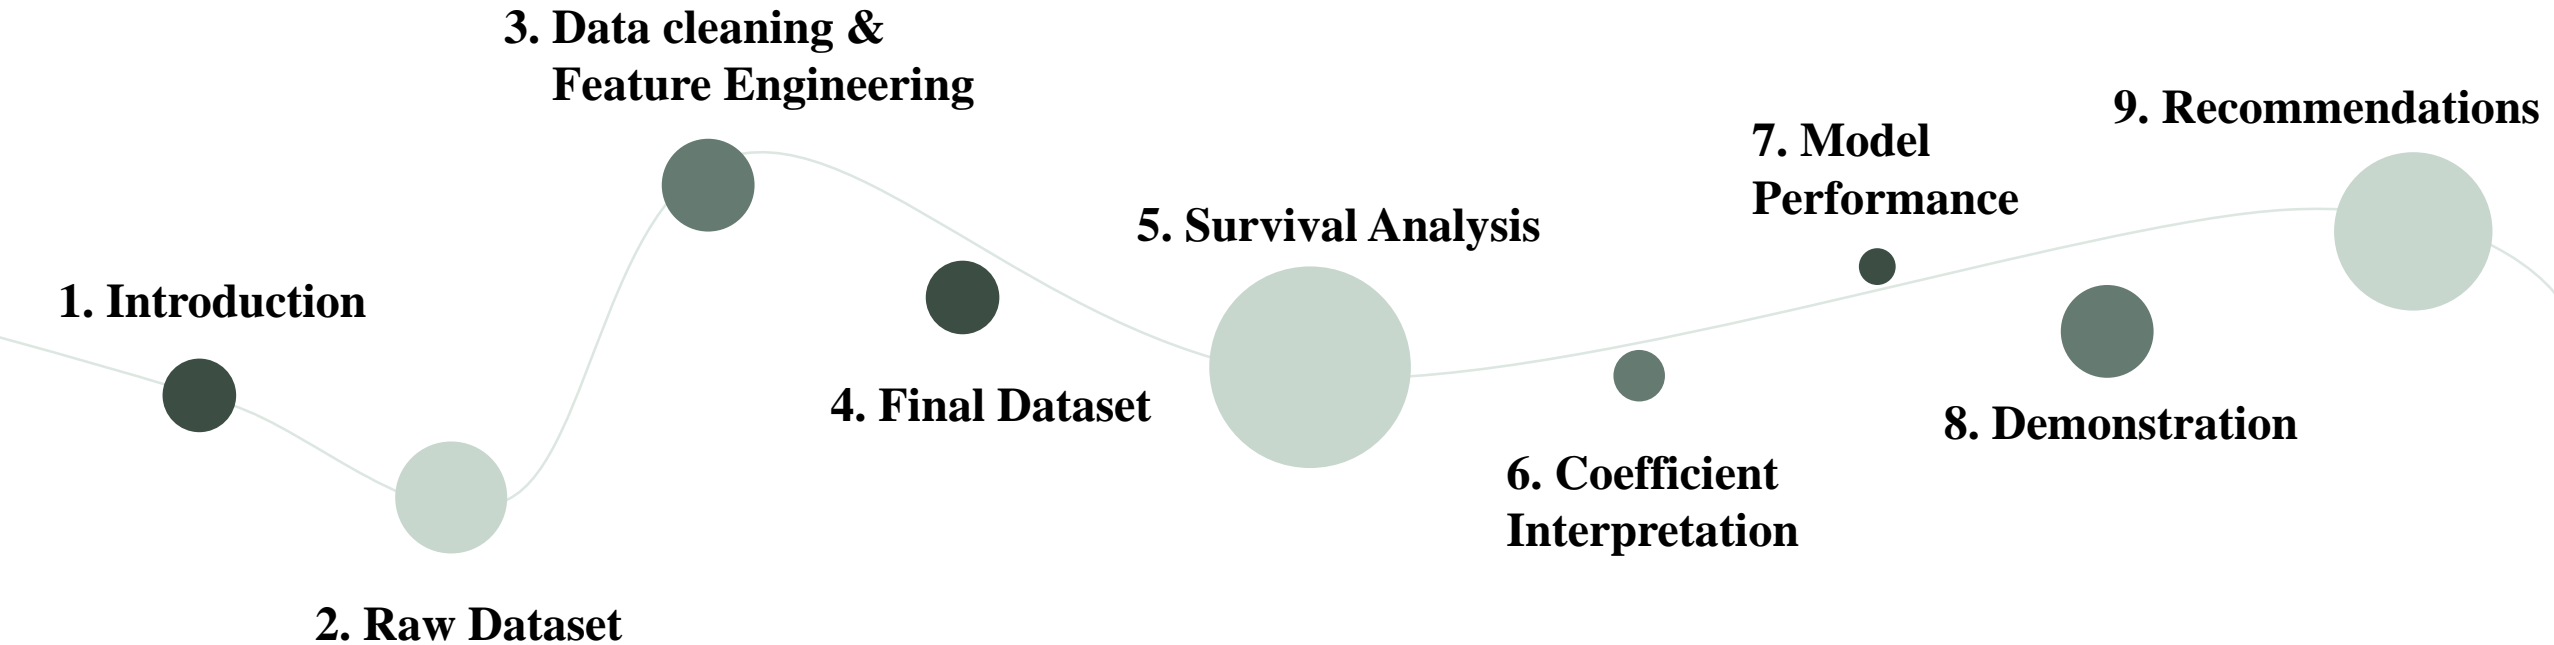 1. Introduction
2. Raw Dataset
3. Data cleaning &
Feature Engineering
4. Final Dataset
5. Survival Analysis
6. Coefficient
Interpretation
7. Model
Performance
8. Demonstration
9. Recommendations